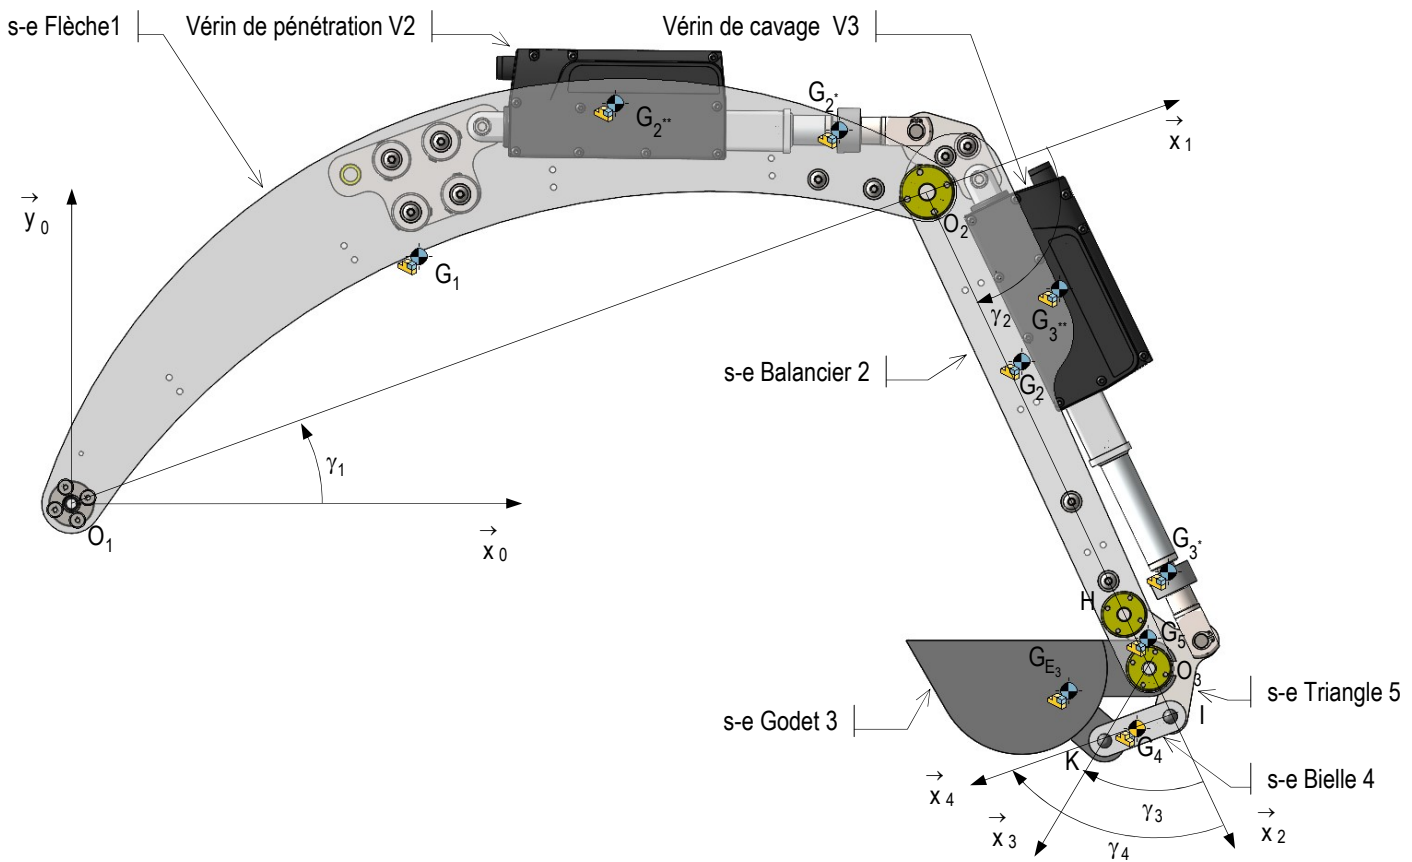 s-e Flèche1
Vérin de pénétration V2
Vérin de cavage V3
G2**
G2*
x1
y0
O2
G1
γ2
G3**
s-e Balancier 2
G2
γ1
O1
x0
G3*
H
G5
GE3
O3
s-e Triangle 5
s-e Godet 3
I
G4
K
s-e Bielle 4
x4
γ3
x3
x2
γ4